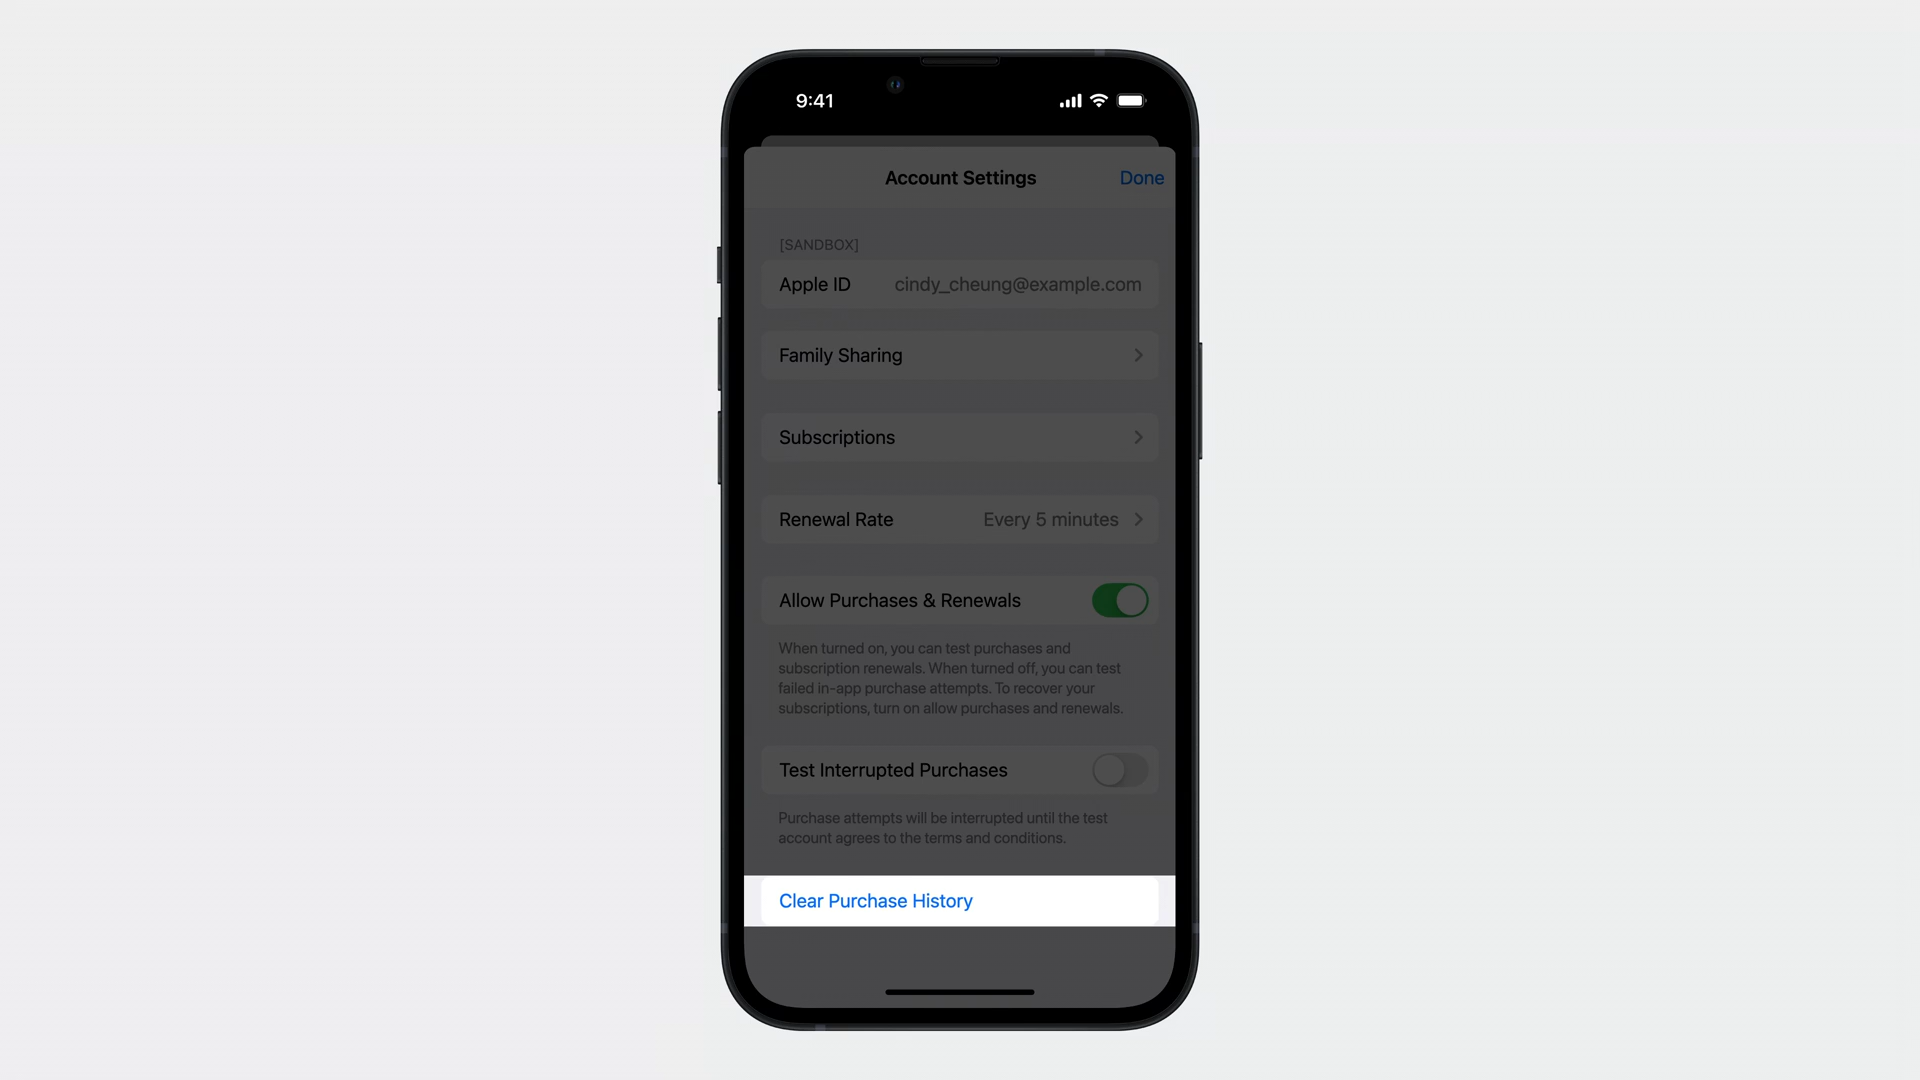 9:41
Account Settings
Done
[SANDBOX]
Apple ID cindy_cheung@example.com
Family Sharing
Subscriptions
Renewal Rate Every 5 minutes
Allow Purchases & Renewals
When turned on, you can test purchases and
subscription renewals. When turned off, you can test
failed in-app purchase attempts. To recover your
subscriptions, turn on allow purchases and renewals.
Test Interrupted Purchases
Purchase attempts will be interrupted until the test
account agrees to the terms and conditions.
Clear Purchase History